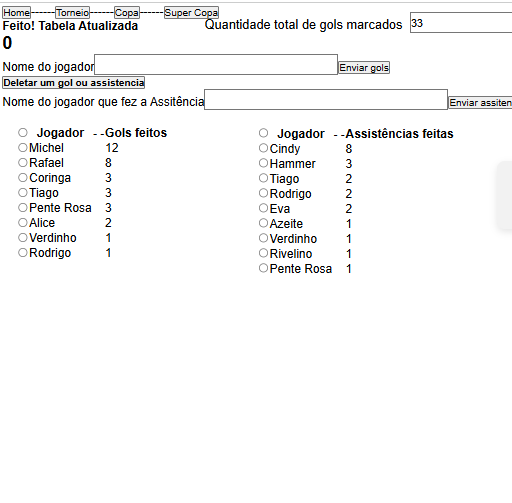 Home------Torneio------Copa------Super Copa
Feito! Tabela Atualizada
Quantidade total de gols marcados 33
0
Nome do jogador Enviar gols
Deletar um gol ou assistencia
Nome do jogador que fez a Assitência Enviar assiten
Jogador - -Gols feitos
Michel 12
Rafael 8
Coringa 3
Tiago 3
Pente Rosa 3
Alice 2
Verdinho 1
Rodrigo 1
Jogador - -Assistências feitas
Cindy 8
Hammer 3
Tiago 2
Rodrigo 2
Eva 2
Azeite 1
Verdinho 1
Rivelino 1
Pente Rosa 1